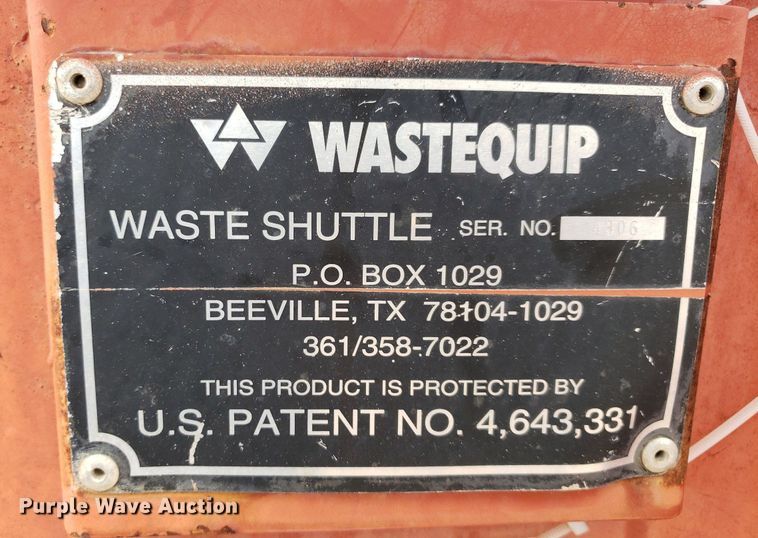 WASTEQUIP
WASTE SHUTTLE SER. NO.
P.O. BOX 1029
BEEVILLE, TX 78104-1029
361/358-7022
THIS PRODUCT IS PROTECTED BY
U.S. PATENT NO. 4,643,331
Purple Wave Auction